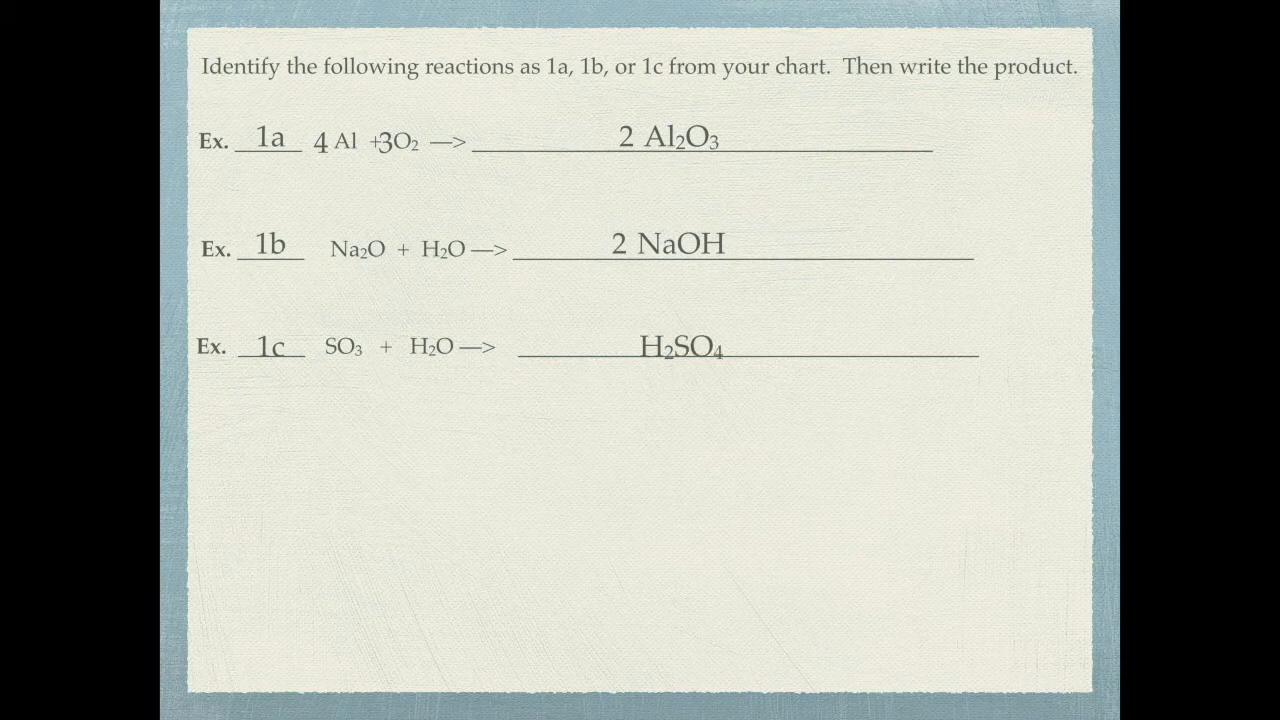 Identify the following reactions as 1a, 1b, or 1c from your chart. Then write the product.
Ex. 1a 4 Al + 3O₂ —> 2 Al₂O₃
Ex. 1b Na₂O + H₂O —> 2 NaOH
Ex. 1c SO₃ + H₂O —> H₂SO₄